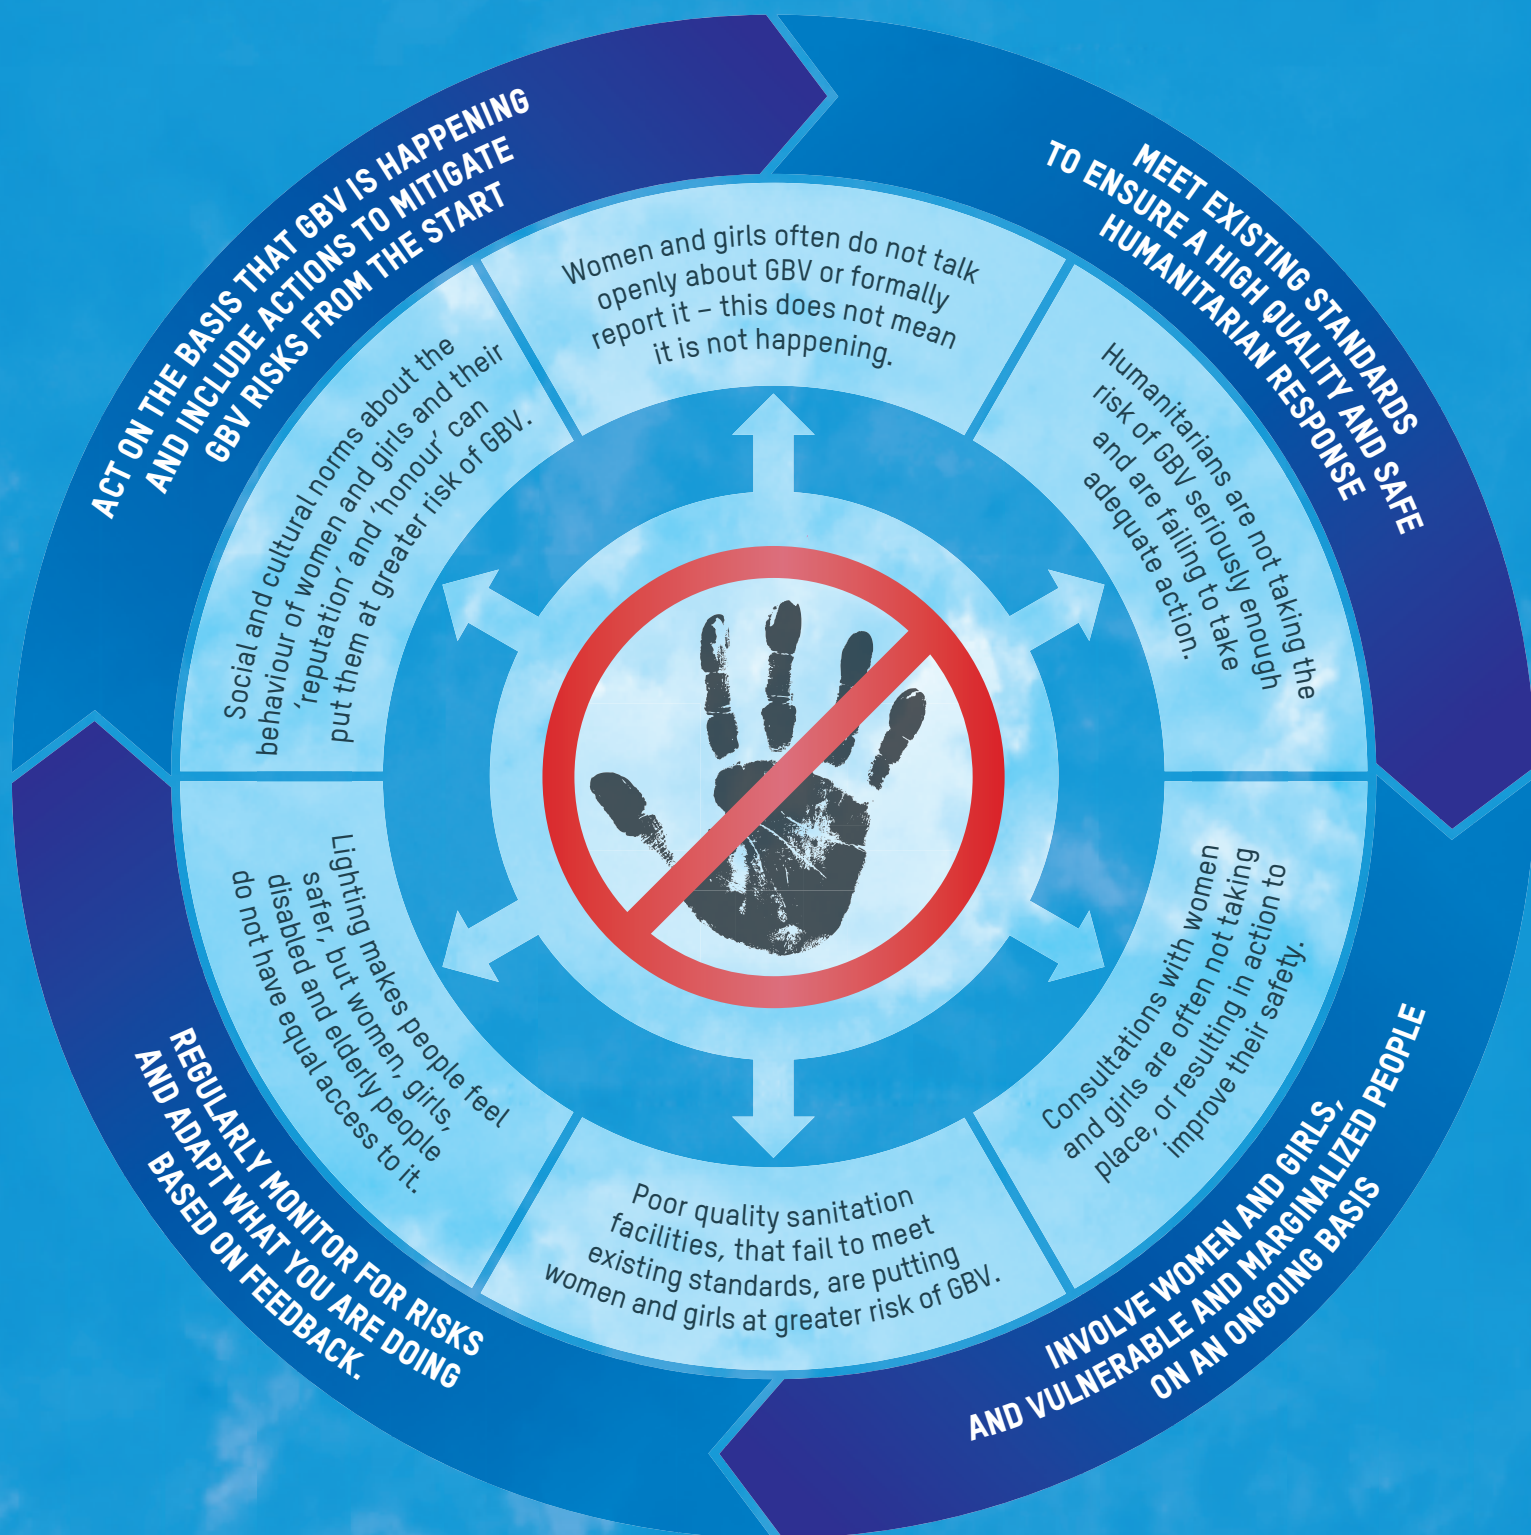 ACT ON THE BASIS THAT GBV IS HAPPENING
AND INCLUDE ACTIONS TO MITIGATE
GBV RISKS FROM THE START
MEET EXISTING STANDARDS
TO ENSURE A HIGH QUALITY AND SAFE
HUMANITARIAN RESPONSE
INVOLVE WOMEN AND GIRLS,
AND VULNERABLE AND MARGINALIZED PEOPLE
ON AN ONGOING BASIS
REGULARLY MONITOR FOR RISKS
AND ADAPT WHAT YOU ARE DOING
BASED ON FEEDBACK.
Women and girls often do not talk
openly about GBV or formally
report it – this does not mean
it is not happening.
Humanitarians are not taking the
risk of GBV seriously enough
and are failing to take
adequate action.
Consultations with women
and girls are often not taking
place, or resulting in action to
improve their safety.
Poor quality sanitation
facilities, that fail to meet
existing standards, are putting
women and girls at greater risk of GBV.
Lighting makes people feel
safer, but women, girls,
disabled and elderly people
do not have equal access to it.
Social and cultural norms about the
behaviour of women and girls and their
‘reputation’ and ‘honour’ can
put them at greater risk of GBV.